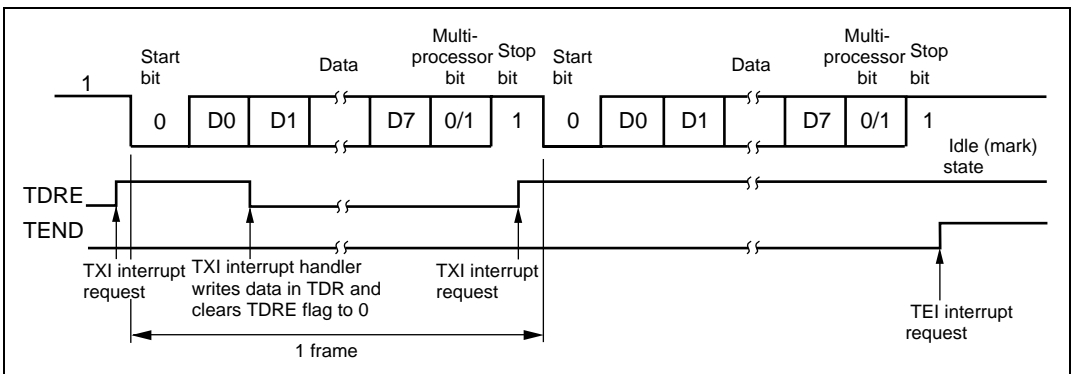 Start bit
Data
Multi-processor bit
Stop bit
Start bit
Data
Multi-processor bit
Stop bit
1
0
D0
D1
D7
0/1
1
0
D0
D1
D7
0/1
1
Idle (mark) state
TDRE
TEND
TXI interrupt request
TXI interrupt handler
writes data in TDR and
clears TDRE flag to 0
TXI interrupt request
TEI interrupt request
1 frame